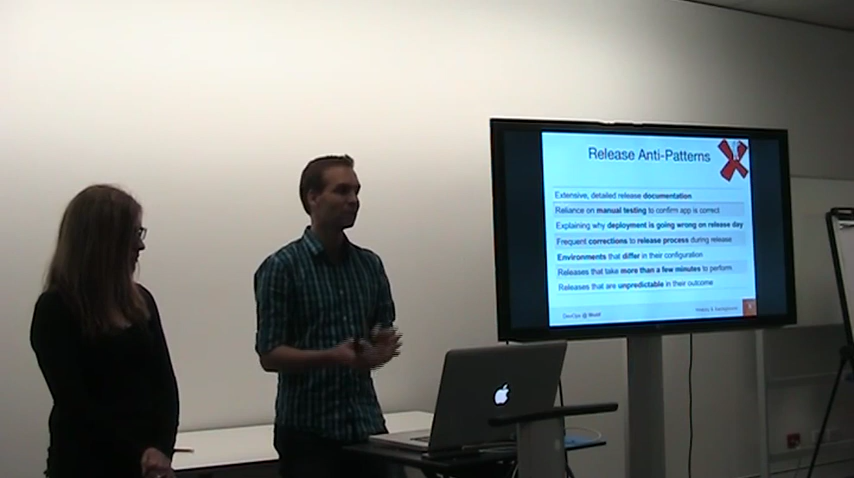 Release Anti-Patterns
Extensive, detailed release documentation
Reliance on manual testing to confirm app is correct
Explaining why deployment is going wrong on release day
Frequent corrections to release process during release
Environments that differ in their configuration
Releases that take more than a few minutes to perform
Releases that are unpredictable in their outcome
DevOps @